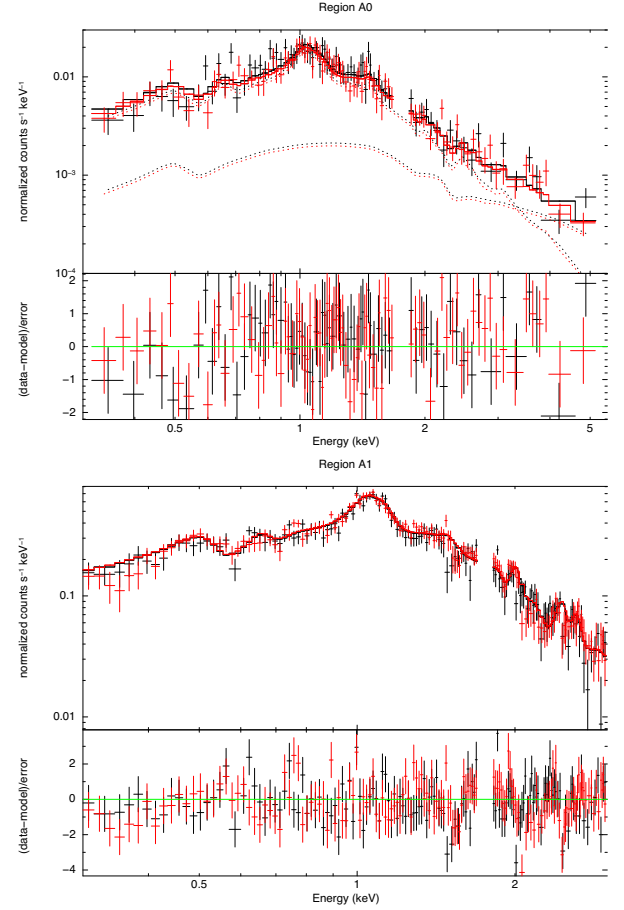 Region A0
normalized counts s⁻¹ keV⁻¹
0.01
10⁻³
10⁻⁴
(data−model)/error
2
1
0
−1
−2
0.5 1 2 5
Energy (keV)
Region A1
normalized counts s⁻¹ keV⁻¹
0.1
0.01
(data−model)/error
2
0
−2
−4
0.5 1 2
Energy (keV)